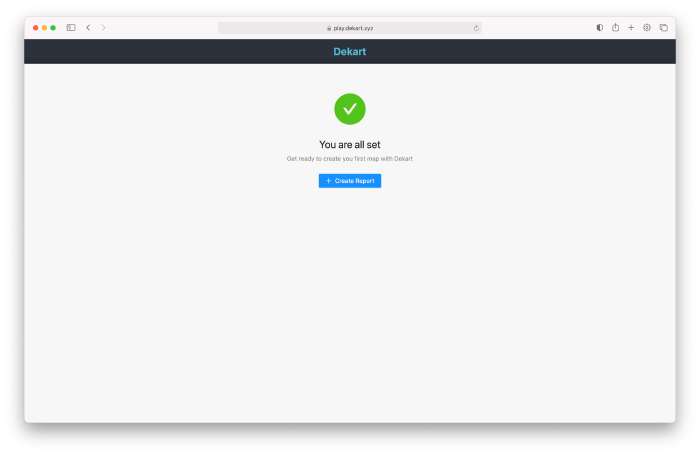 play.dekart.xyz
Dekart
You are all set
Get ready to create you first map with Dekart
+ Create Report